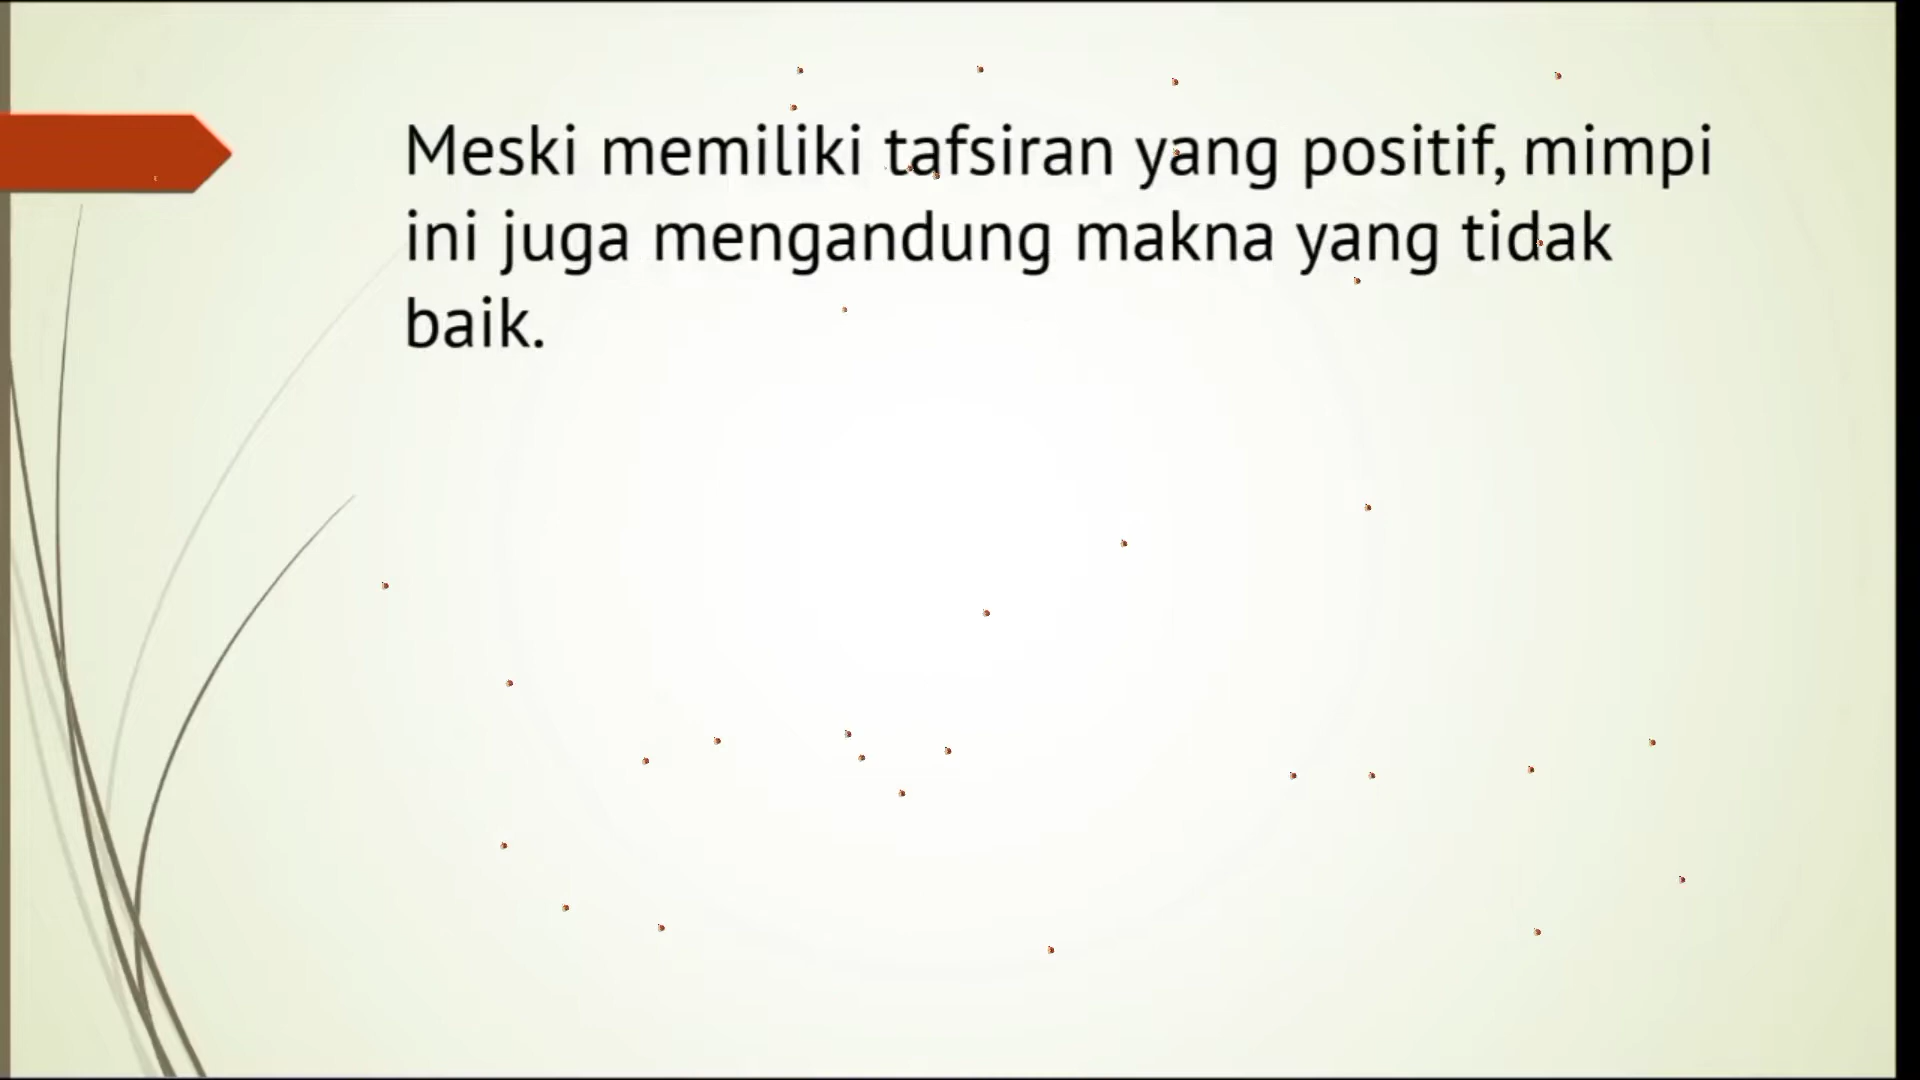 Meski memiliki tafsiran yang positif, mimpi
ini juga mengandung makna yang tidak
baik.